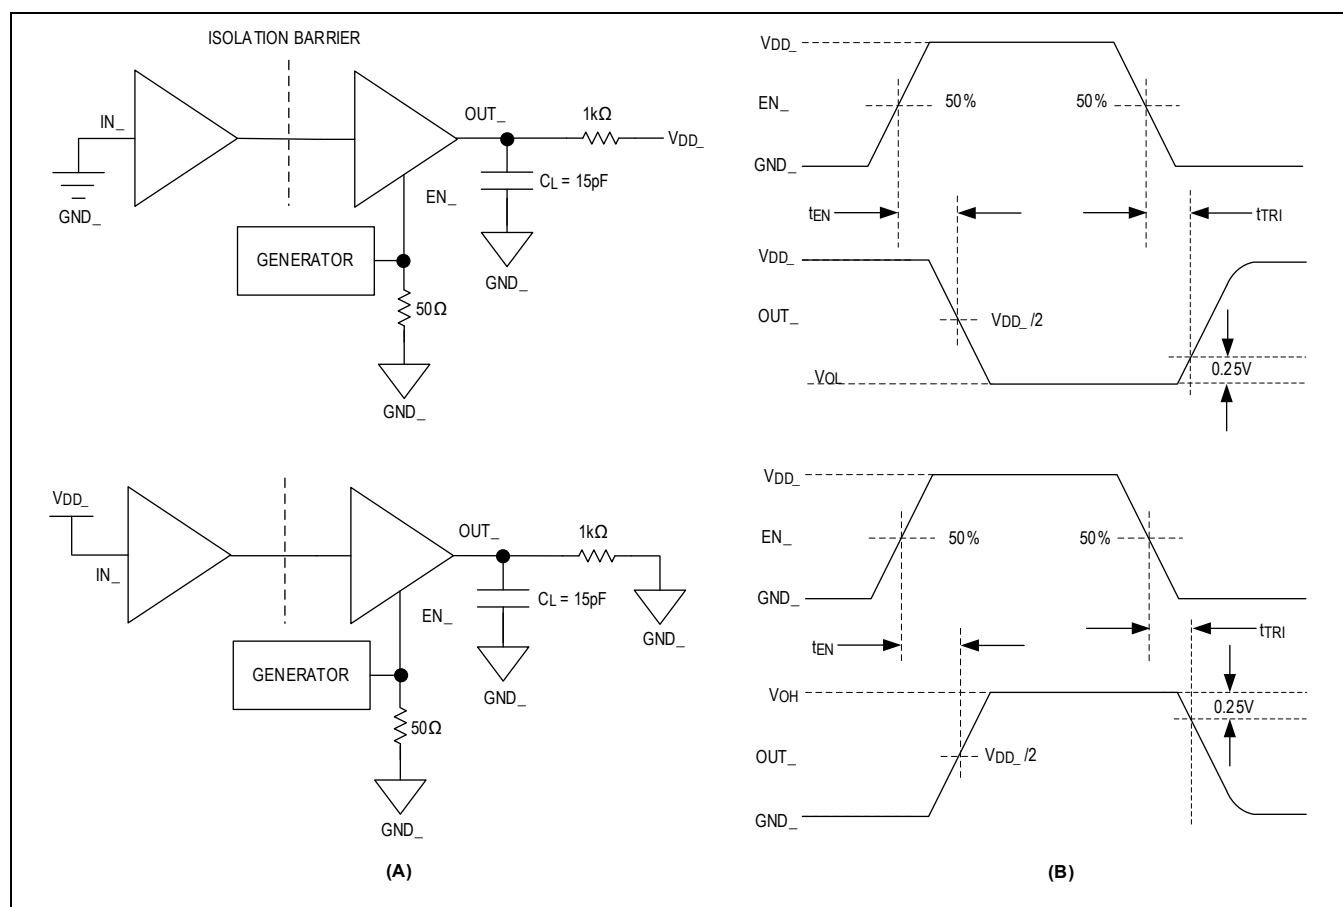 ISOLATION BARRIER
IN_
GND_
OUT_
1kΩ
VDD_
CL = 15pF
EN_
GND_
GENERATOR
50Ω
GND_
VDD_
IN_
OUT_
1kΩ
CL = 15pF
EN_
GND_
GND_
GENERATOR
50Ω
GND_
(A)
VDD_
EN_
50%
50%
GND_
tEN
tTRI
VDD_
OUT_
VDD_ /2
0.25V
VOL
VDD_
EN_
50%
50%
GND_
tEN
tTRI
VOH
0.25V
OUT_
VDD_ /2
GND_
(B)